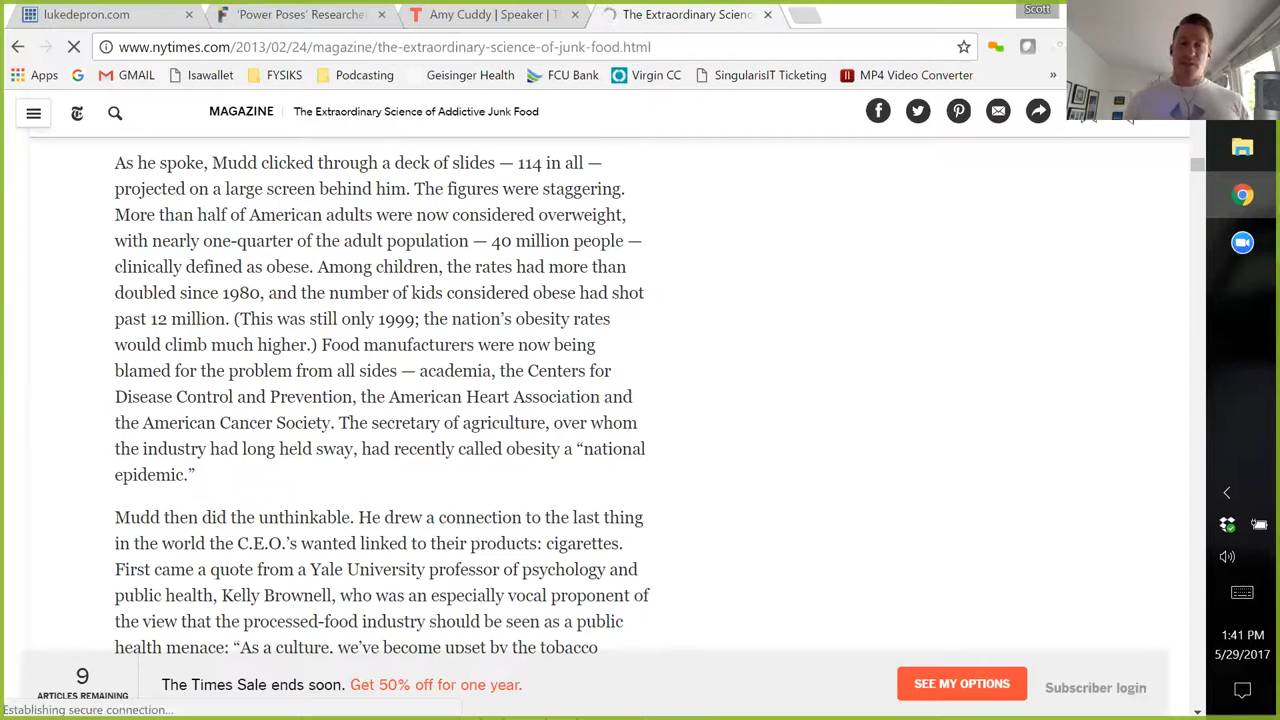 lukedepron.com
'Power Poses' Researche
Amy Cuddy | Speaker | T
The Extraordinary Scienc
Scott
www.nytimes.com/2013/02/24/magazine/the-extraordinary-science-of-junk-food.html
Apps
GMAIL
Isawallet
FYSIKS
Podcasting
Geisinger Health
FCU Bank
Virgin CC
SingularisIT Ticketing
MP4 Video Converter
»
MAGAZINE
The Extraordinary Science of Addictive Junk Food
As he spoke, Mudd clicked through a deck of slides — 114 in all —
projected on a large screen behind him. The figures were staggering.
More than half of American adults were now considered overweight,
with nearly one-quarter of the adult population — 40 million people —
clinically defined as obese. Among children, the rates had more than
doubled since 1980, and the number of kids considered obese had shot
past 12 million. (This was still only 1999; the nation's obesity rates
would climb much higher.) Food manufacturers were now being
blamed for the problem from all sides — academia, the Centers for
Disease Control and Prevention, the American Heart Association and
the American Cancer Society. The secretary of agriculture, over whom
the industry had long held sway, had recently called obesity a “national
epidemic.”
Mudd then did the unthinkable. He drew a connection to the last thing
in the world the C.E.O.'s wanted linked to their products: cigarettes.
First came a quote from a Yale University professor of psychology and
public health, Kelly Brownell, who was an especially vocal proponent of
the view that the processed-food industry should be seen as a public
health menace: “As a culture, we've become upset by the tobacco
9
ARTICLES REMAINING
The Times Sale ends soon. Get 50% off for one year.
SEE MY OPTIONS
Subscriber login
Establishing secure connection...
1:41 PM
5/29/2017